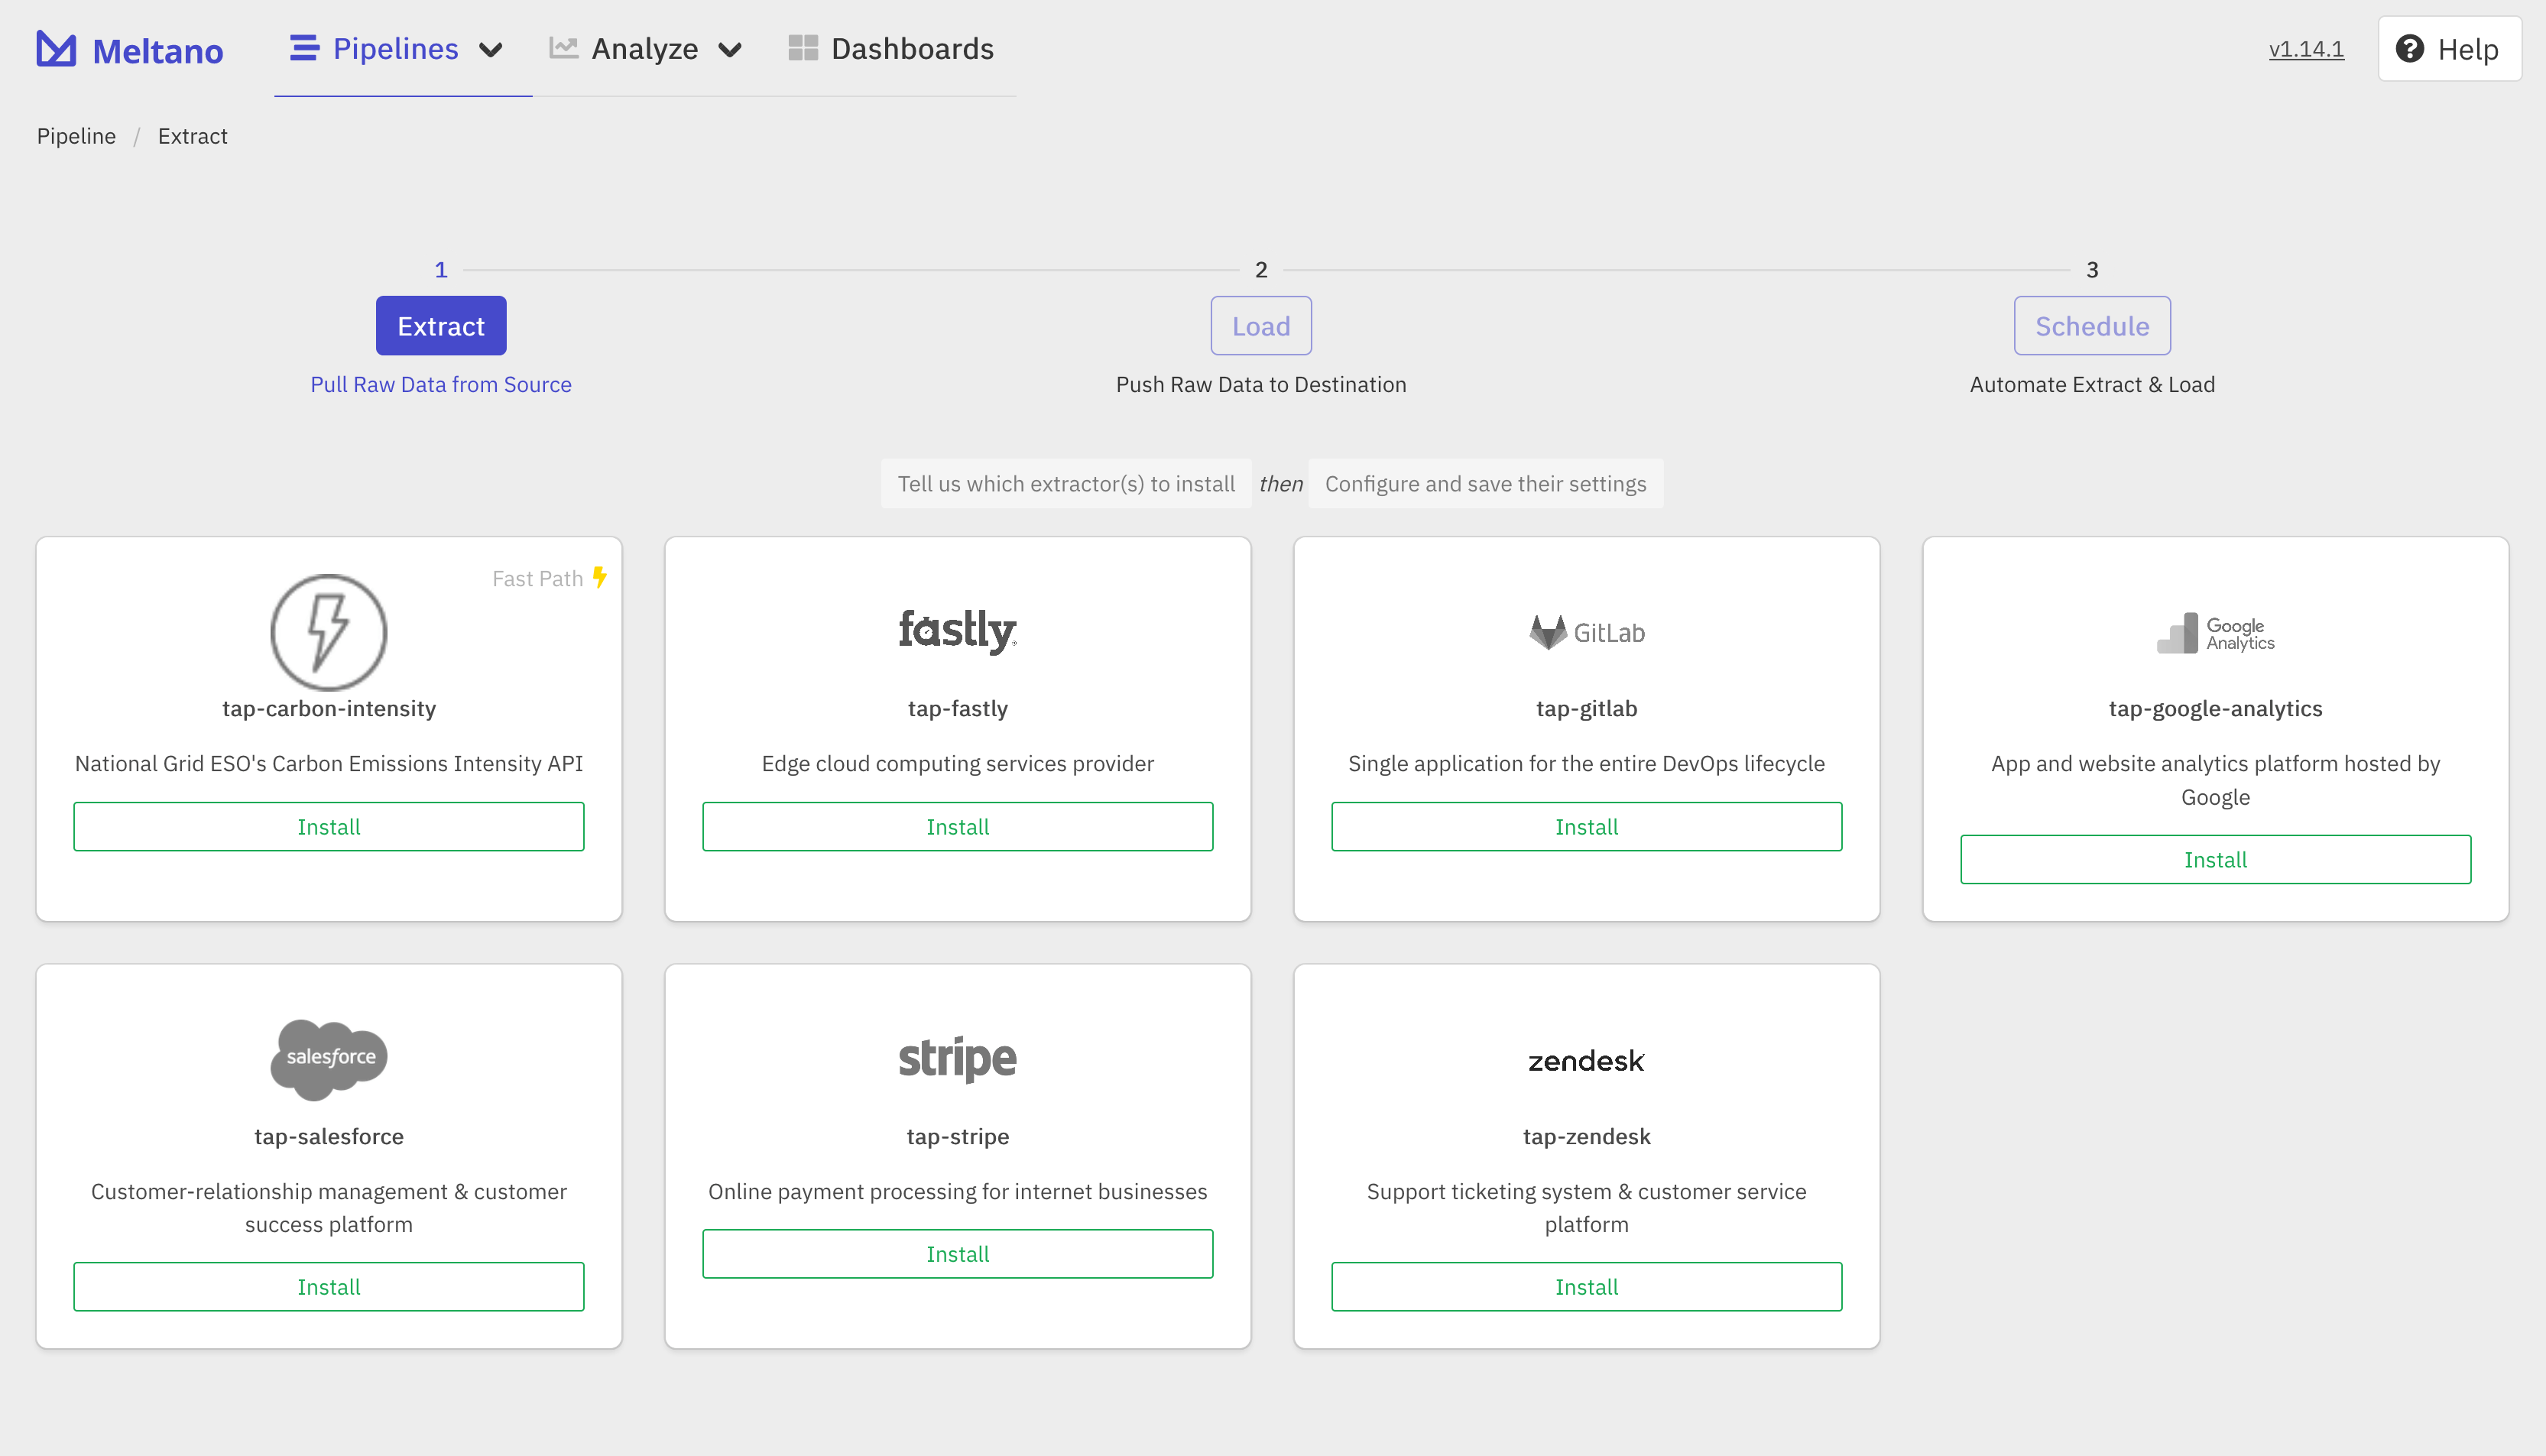 Meltano
Pipelines
Analyze
Dashboards
v1.14.1
Help
Pipeline / Extract
1
2
3
Extract
Load
Schedule
Pull Raw Data from Source
Push Raw Data to Destination
Automate Extract & Load
Tell us which extractor(s) to install then Configure and save their settings
Fast Path
tap-carbon-intensity
National Grid ESO's Carbon Emissions Intensity API
Install
fastly
tap-fastly
Edge cloud computing services provider
Install
GitLab
tap-gitlab
Single application for the entire DevOps lifecycle
Install
Google
Analytics
tap-google-analytics
App and website analytics platform hosted by
Google
Install
salesforce
tap-salesforce
Customer-relationship management & customer
success platform
Install
stripe
tap-stripe
Online payment processing for internet businesses
Install
zendesk
tap-zendesk
Support ticketing system & customer service
platform
Install